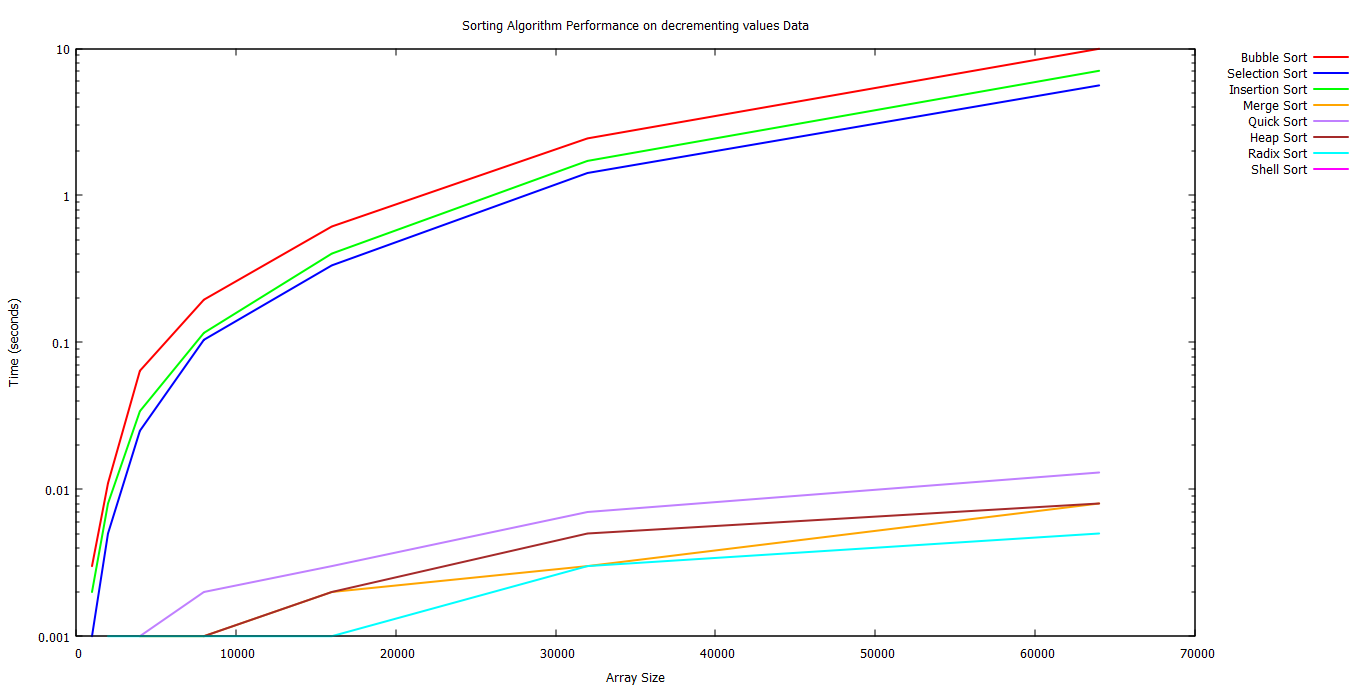 Sorting Algorithm Performance on decrementing values Data
10
1
0.1
0.01
0.001
Time (seconds)
0 10000 20000 30000 40000 50000 60000 70000
Array Size
Bubble Sort
Selection Sort
Insertion Sort
Merge Sort
Quick Sort
Heap Sort
Radix Sort
Shell Sort